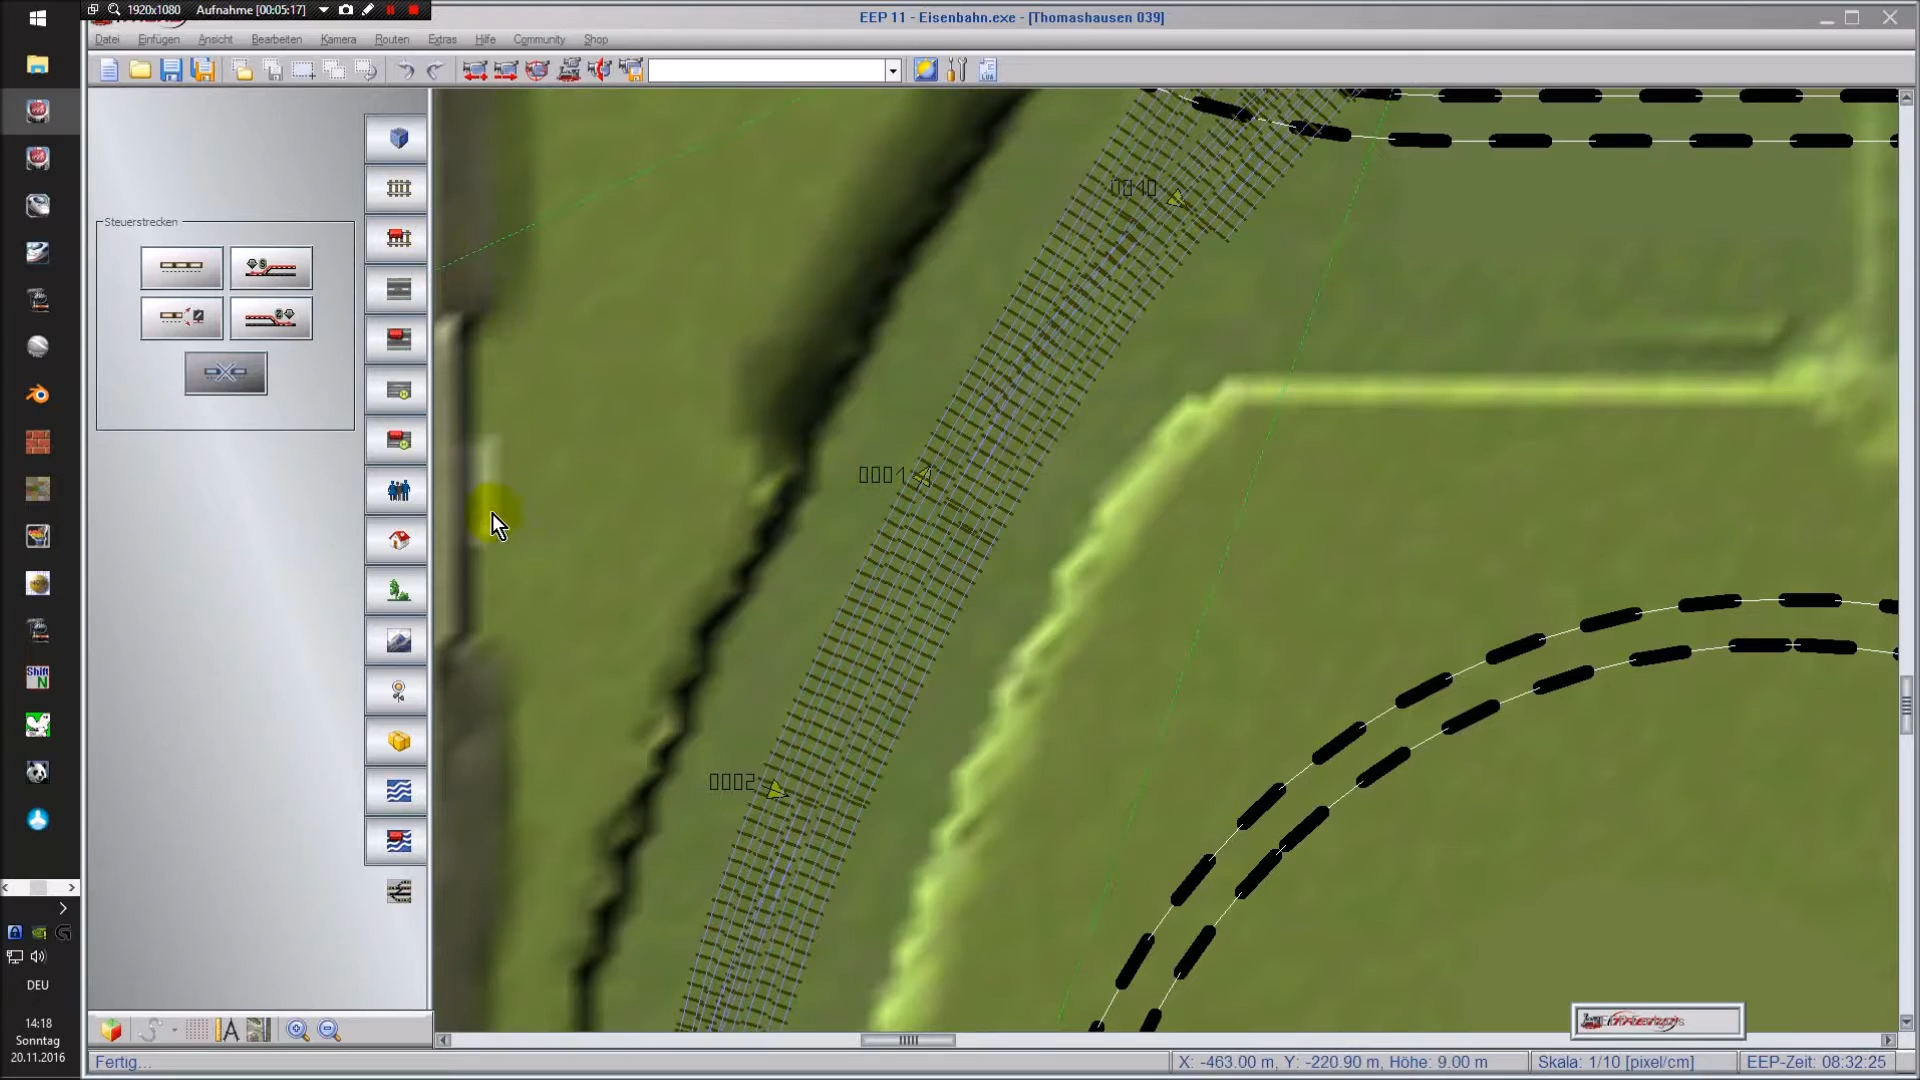 1920x1080 Aufnahme [00:05:17]
EEP 11 - Eisenbahn.exe - [Thomashausen 039]
Datei Einfügen Ansicht Bearbeiten Kamera Routen Extras Hilfe Community Shop
Steuerstrecken
0040
0001
0002
Shift
N
DEU
14:18
Sonntag
20.11.2016
Fertig...
X: -463.00 m, Y: -220.90 m, Höhe: 9.00 m
Skala: 1/10 [pixel/cm]
EEP-Zeit: 08:32:25